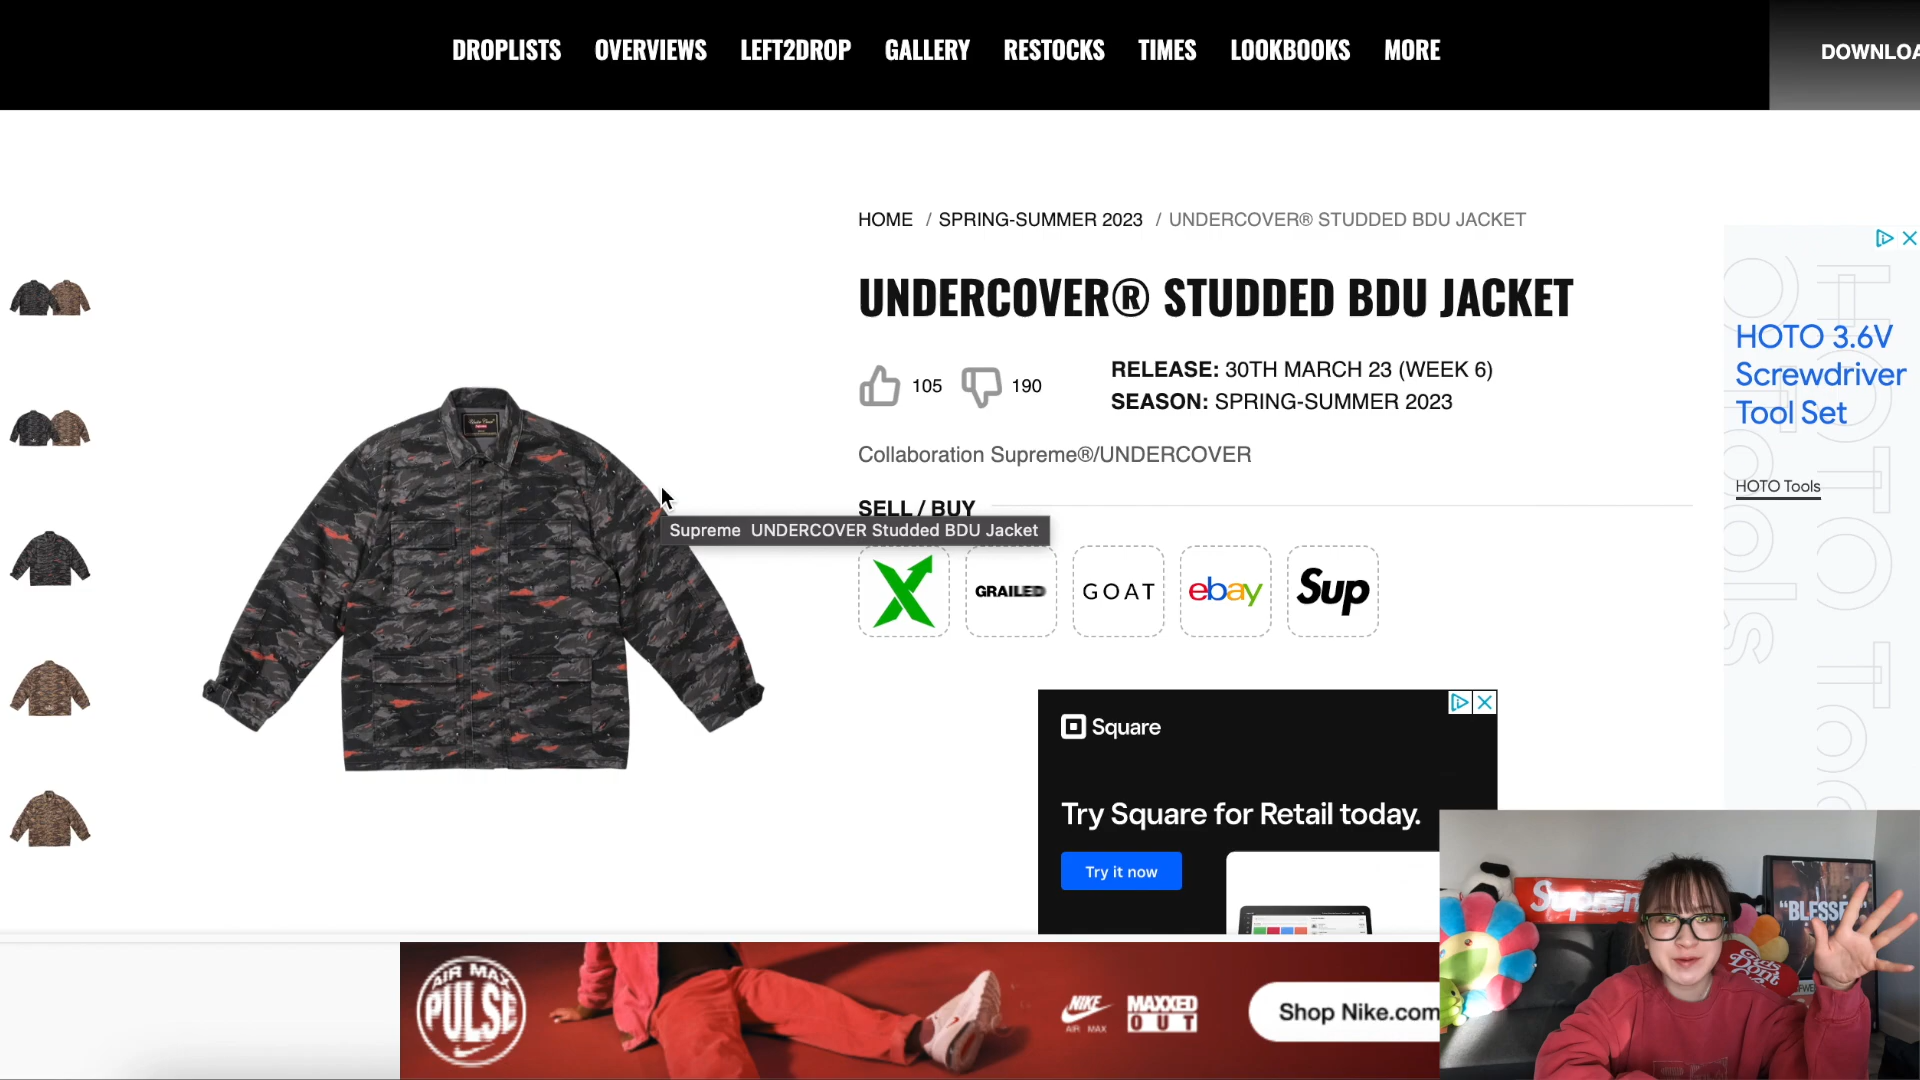 DROPLISTS OVERVIEWS LEFT2DROP GALLERY RESTOCKS TIMES LOOKBOOKS MORE
DOWNLOA
HOME / SPRING-SUMMER 2023 / UNDERCOVER® STUDDED BDU JACKET
UNDERCOVER® STUDDED BDU JACKET
105 190
RELEASE: 30TH MARCH 23 (WEEK 6)
SEASON: SPRING-SUMMER 2023
Collaboration Supreme®/UNDERCOVER
SELL / BUY
Supreme UNDERCOVER Studded BDU Jacket
GRAILED GOAT ebay Sup
HOTO 3.6V
Screwdriver
Tool Set
HOTO Tools
Square
Try Square for Retail today.
Try it now
AIR MAX
PULSE
NIKE
AIR MAX
MAXXED
OUT
Shop Nike.com
Suprem
"BLESSE
Girls
Don't